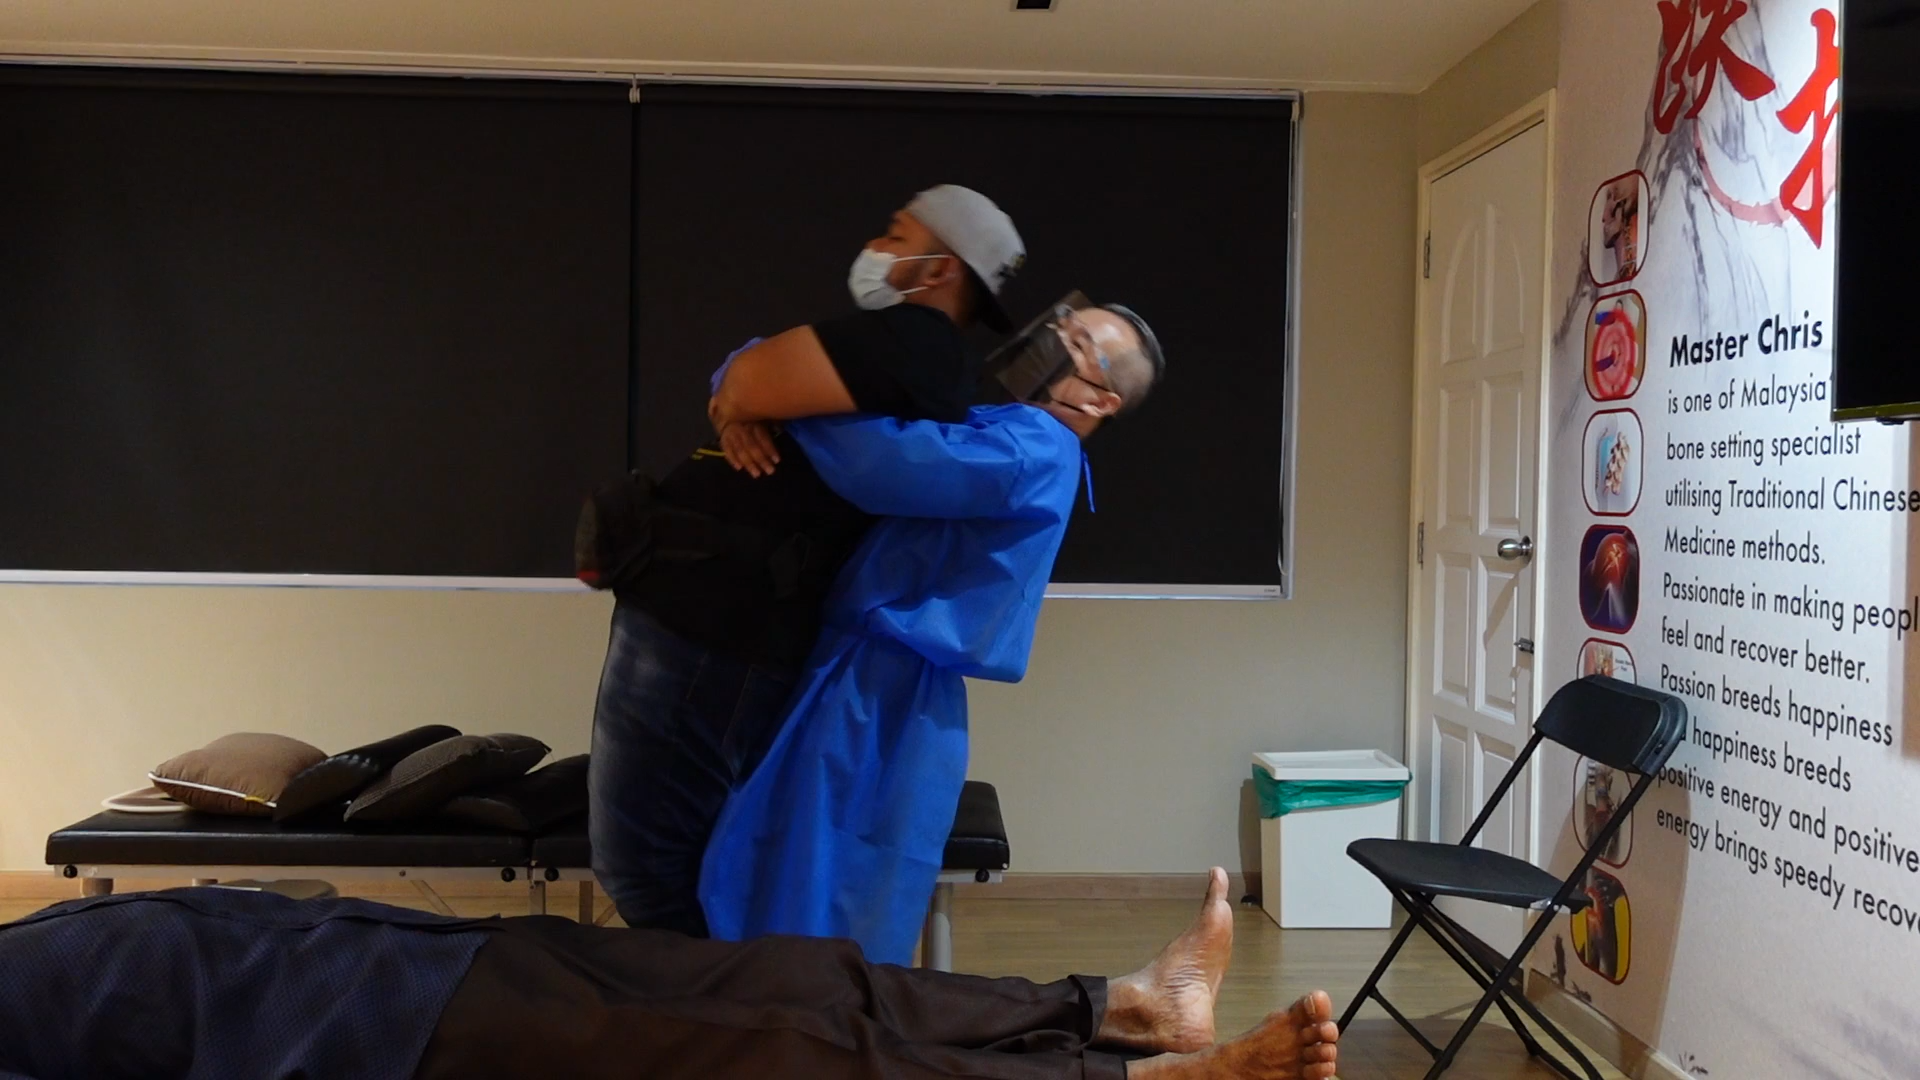 Master Chris
is one of Malaysia'
bone setting specialist
utilising Traditional Chinese
Medicine methods.
Passionate in making peopl
feel and recover better.
Passion breeds happiness
happiness breeds
positive energy and positive
energy brings speedy recov